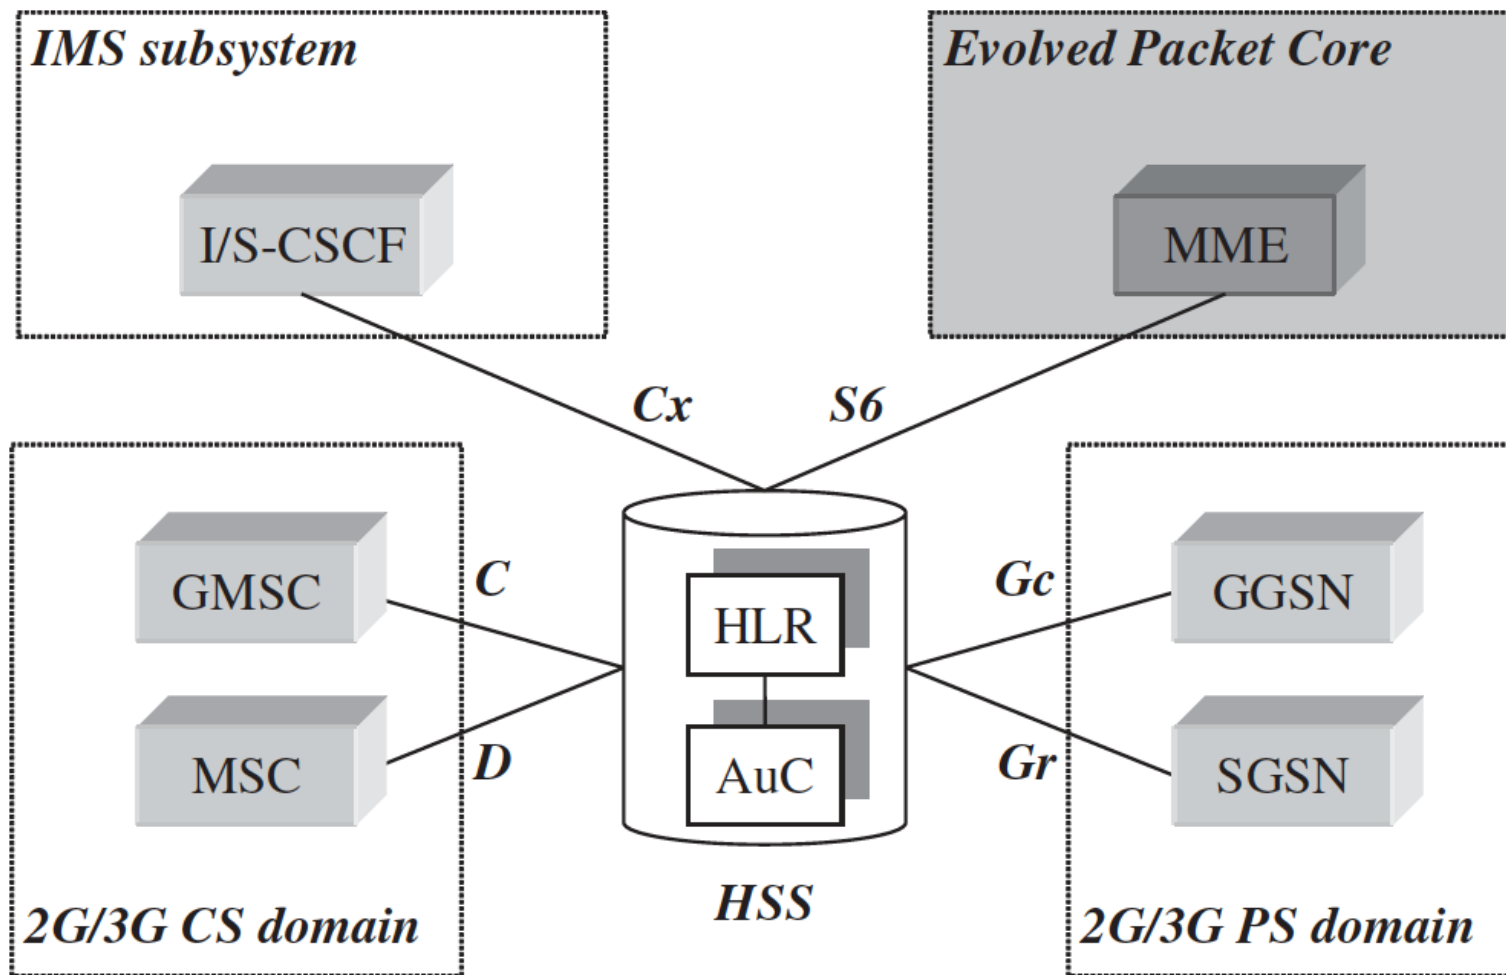 IMS subsystem
Evolved Packet Core
I/S-CSCF
MME
Cx
S6
GMSC
C
HLR
Gc
GGSN
MSC
D
AuC
Gr
SGSN
HSS
2G/3G CS domain
2G/3G PS domain